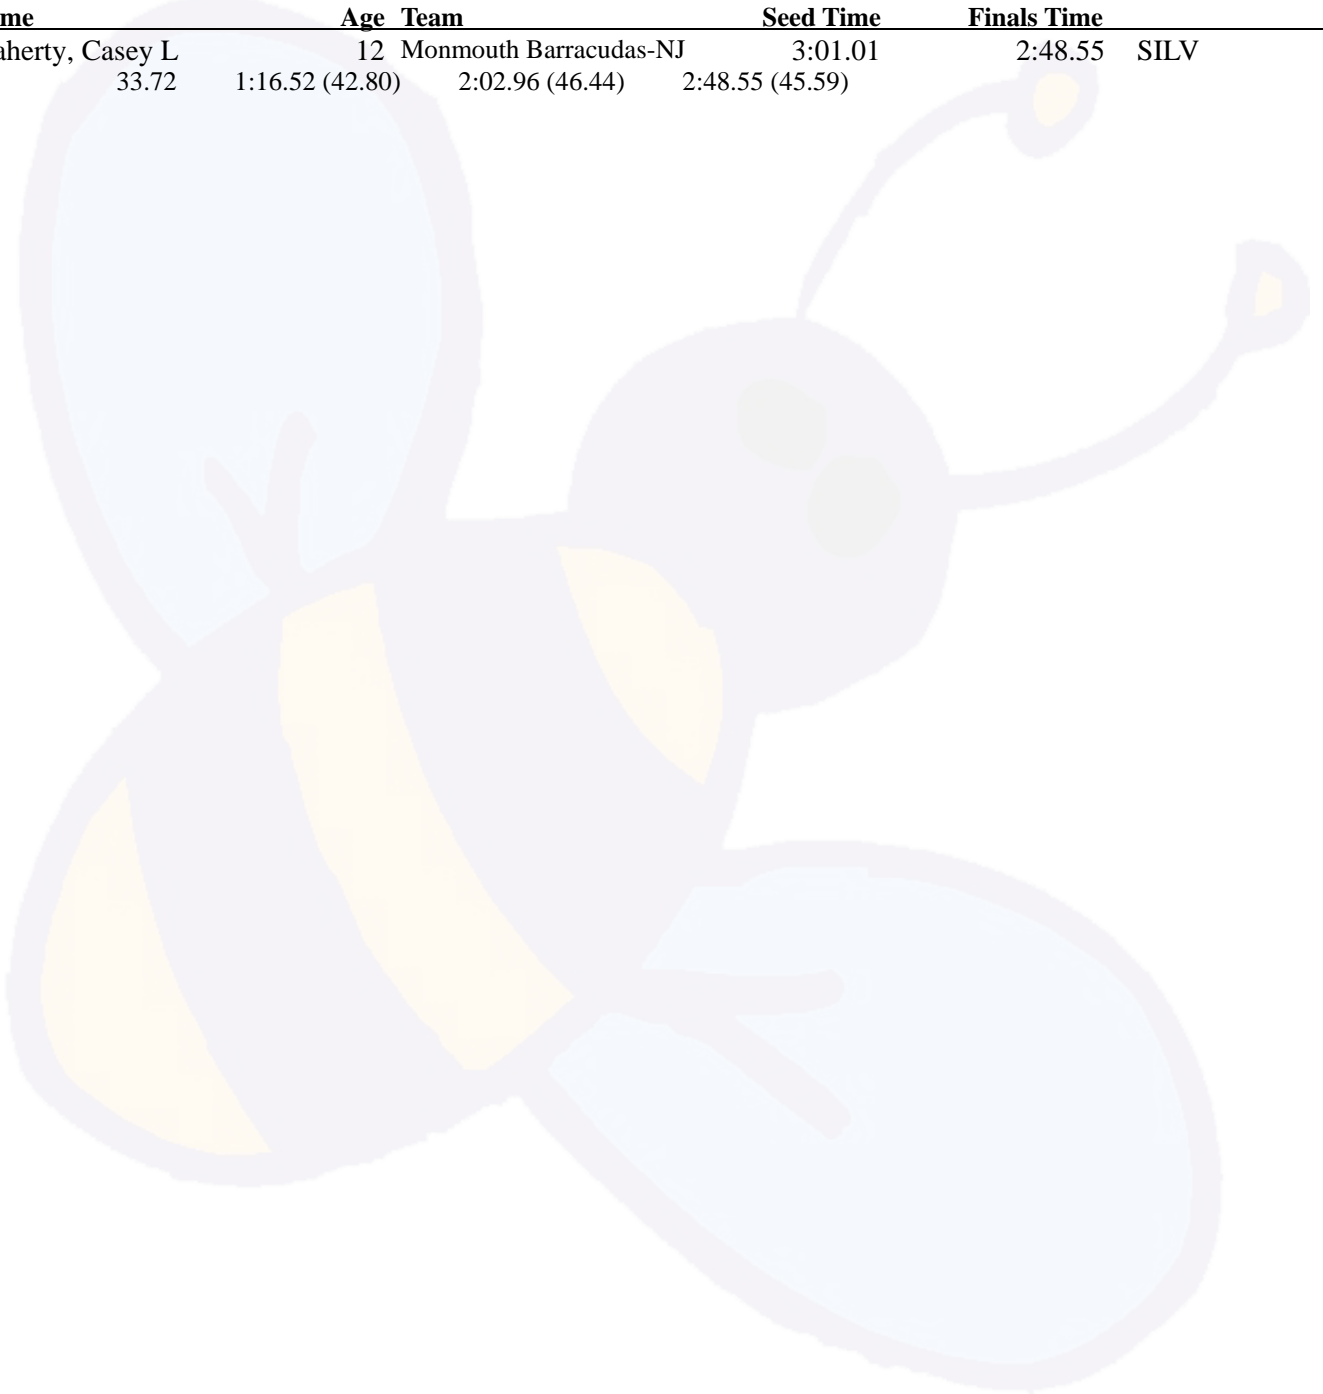 me Age Team Seed Time Finals Time
aherty, Casey L 12 Monmouth Barracudas-NJ 3:01.01 2:48.55 SILV
33.72 1:16.52 (42.80) 2:02.96 (46.44) 2:48.55 (45.59)